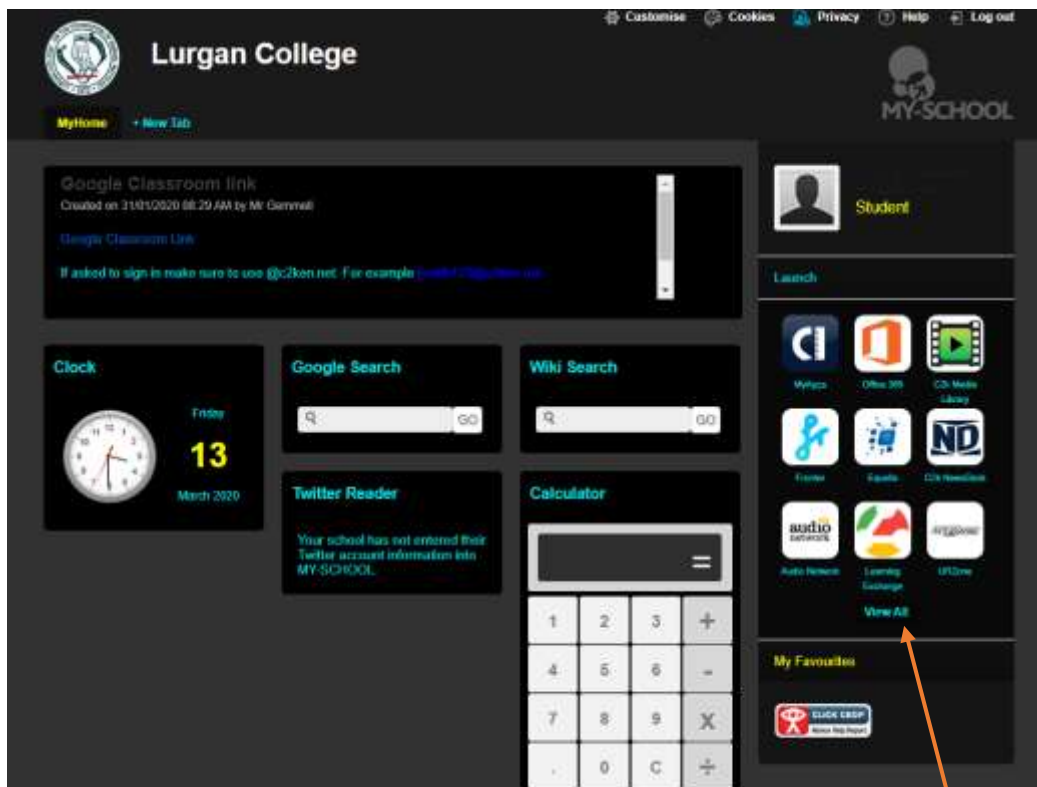 Customise Cookies Privacy Help Log out
Lurgan College
MY-SCHOOL
MyHome + New Tab
Google Classroom link
Created on 31/01/2020 08:29 AM by Mr Gemmell
Google Classroom Link
If asked to sign in make sure to use @c2ken.net. For example
Student
Launch
MyApps Office 365 C2k Media
Library
Fronter Equella C2k NewsDesk
audio
network
Audio Network Learning
Exchange
View All
My Favourites
CLICK CEOP
Clock
Friday
13
March 2020
Google Search
GO
Wiki Search
GO
Twitter Reader
Your school has not entered their
Twitter account information into
MY-SCHOOL.
Calculator
=
1 2 3 +
4 5 6 -
7 8 9 X
. 0 C ÷